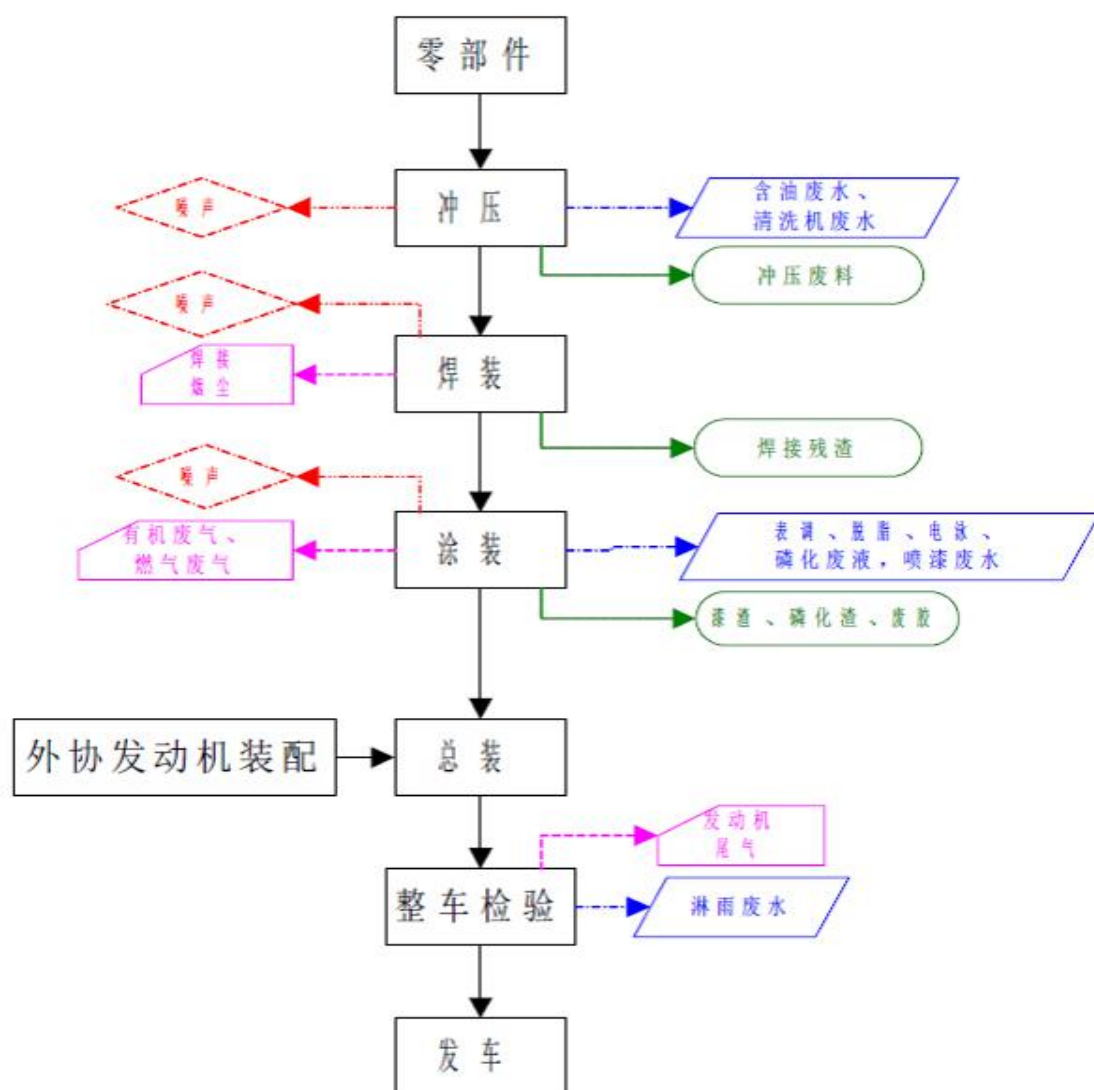 零部件
噪声
冲压
含油废水、
清洗机废水
冲压废料
噪声
焊接
烟尘
焊装
焊接残渣
噪声
有机废气、
燃气废气
涂装
表调、脱脂、电泳、
磷化废液，喷漆废水
漆渣、磷化渣、废胶
外协发动机装配
总装
发动机
尾气
整车检验
淋雨废水
发车